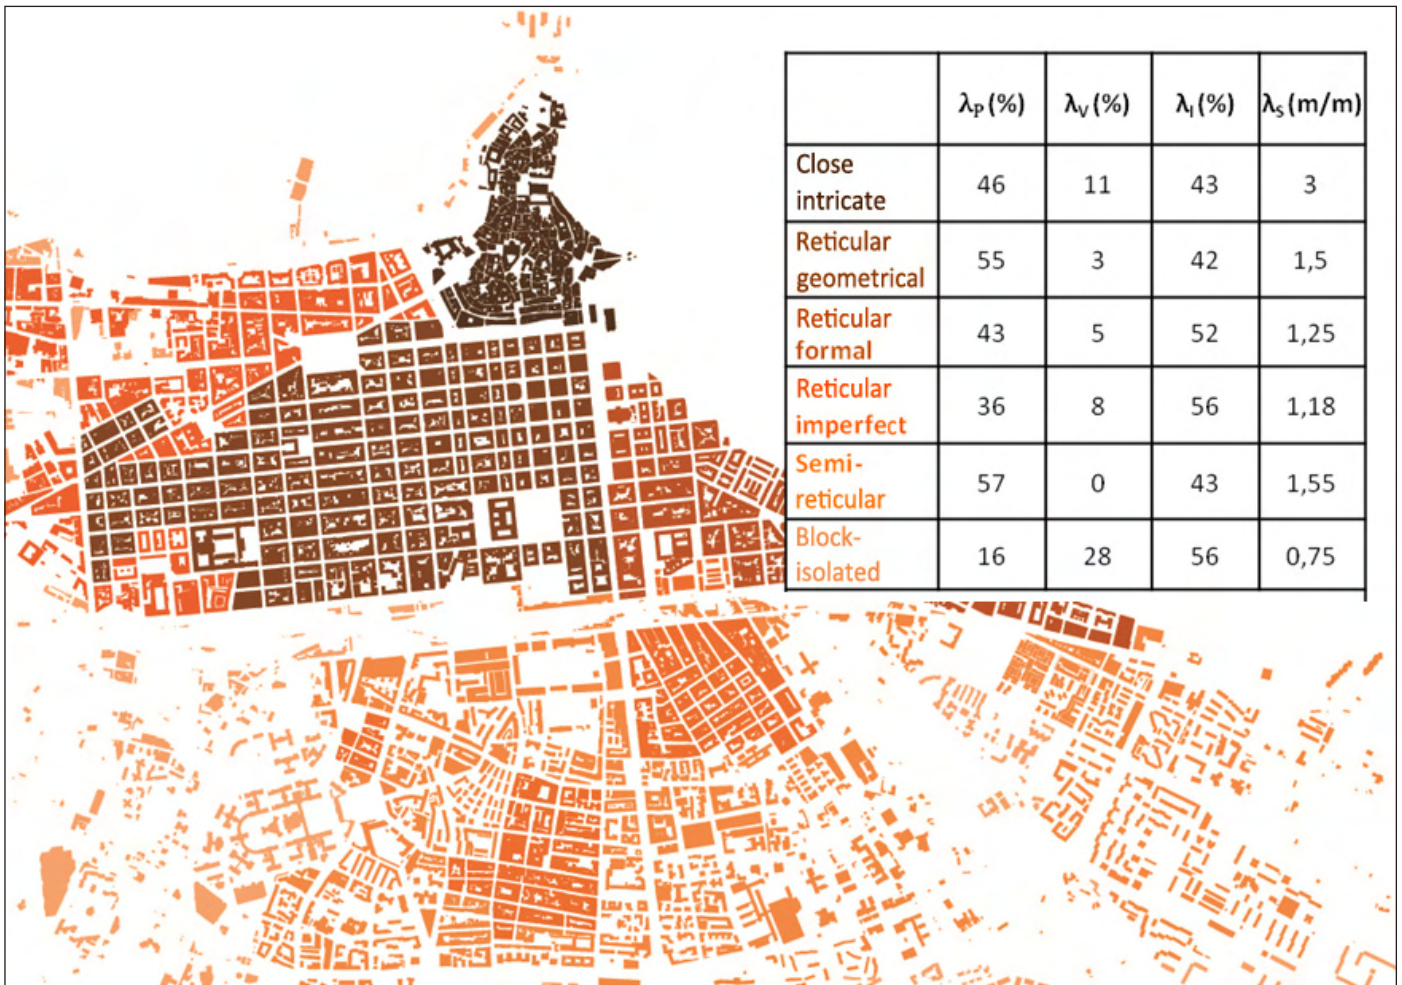 λP (%) λV (%) λI (%) λS (m/m)
Close
intricate 46 11 43 3
Reticular
geometrical 55 3 42 1,5
Reticular
formal 43 5 52 1,25
Reticular
imperfect 36 8 56 1,18
Semi-
reticular 57 0 43 1,55
Block-
isolated 16 28 56 0,75